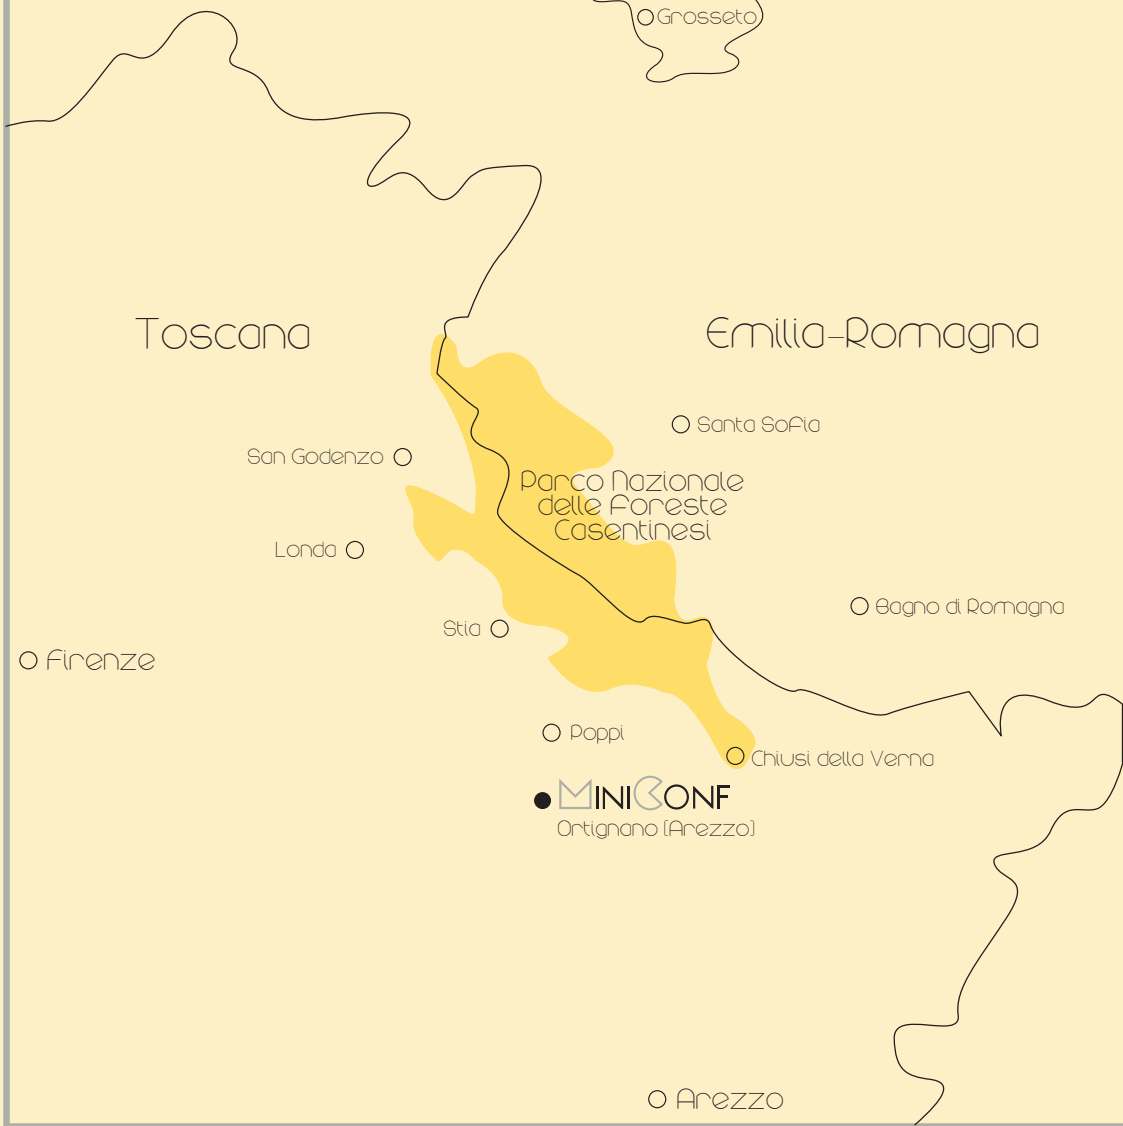 Grosseto
Toscana
Emilia-Romagna
Santa Sofia
San Godenzo
Parco Nazionale
delle Foreste
Casentinesi
Londa
Bagno di Romagna
Stia
Firenze
Poppi
Chiusi della Verna
MINICONF
Ortignano (Arezzo)
Arezzo